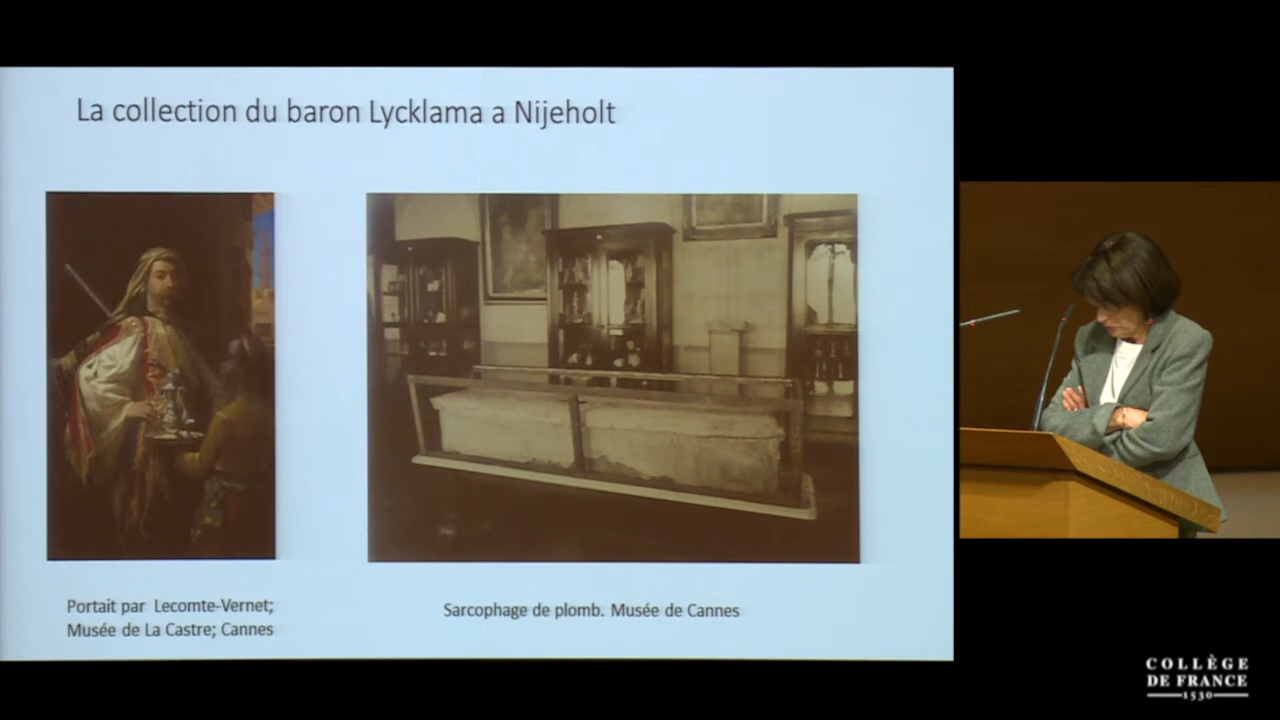 La collection du baron Lycklama a Nijeholt
Portait par Lecomte-Vernet;
Musée de La Castre; Cannes
Sarcophage de plomb. Musée de Cannes
COLLÈGE
DE FRANCE
1530